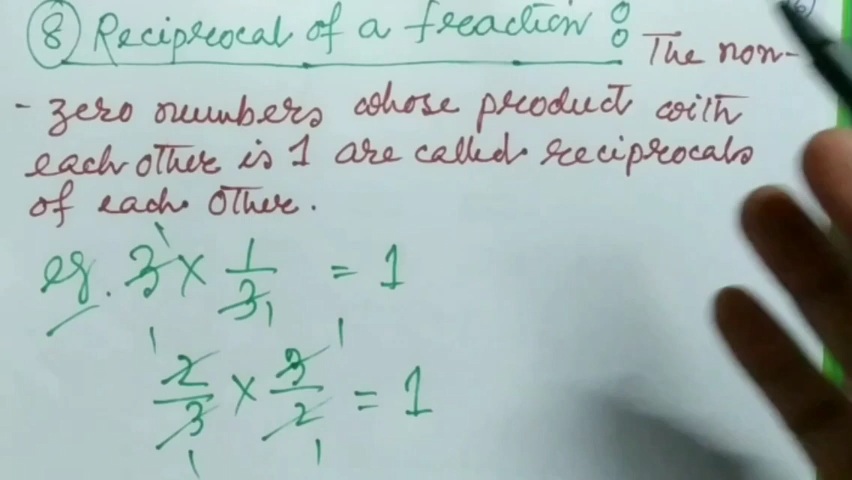 8 Reciprocal of a fraction : The non-
- zero numbers whose product with
each other is 1 are called reciprocals
of each other.
eg. 3 × 1/3 = 1
2/3 × 3/2 = 1